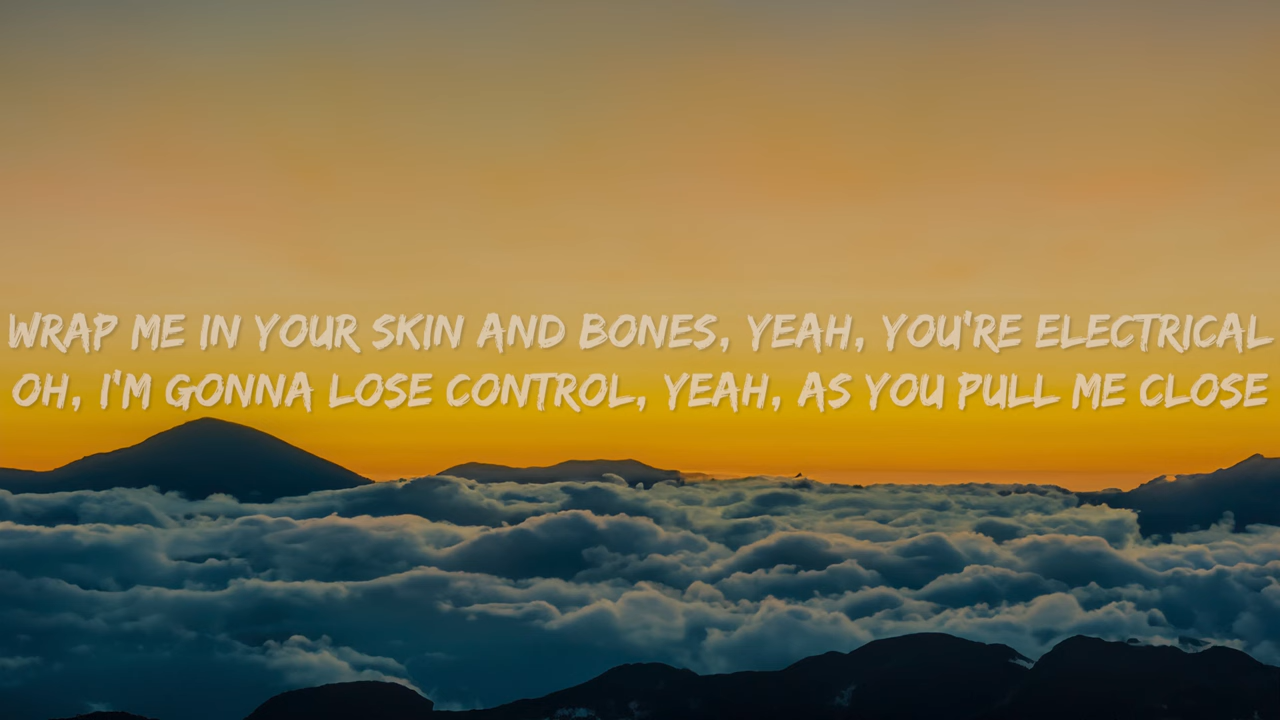 WRAP ME IN YOUR SKIN AND BONES, YEAH, YOU'RE ELECTRICAL
OH, I'M GONNA LOSE CONTROL, YEAH, AS YOU PULL ME CLOSE